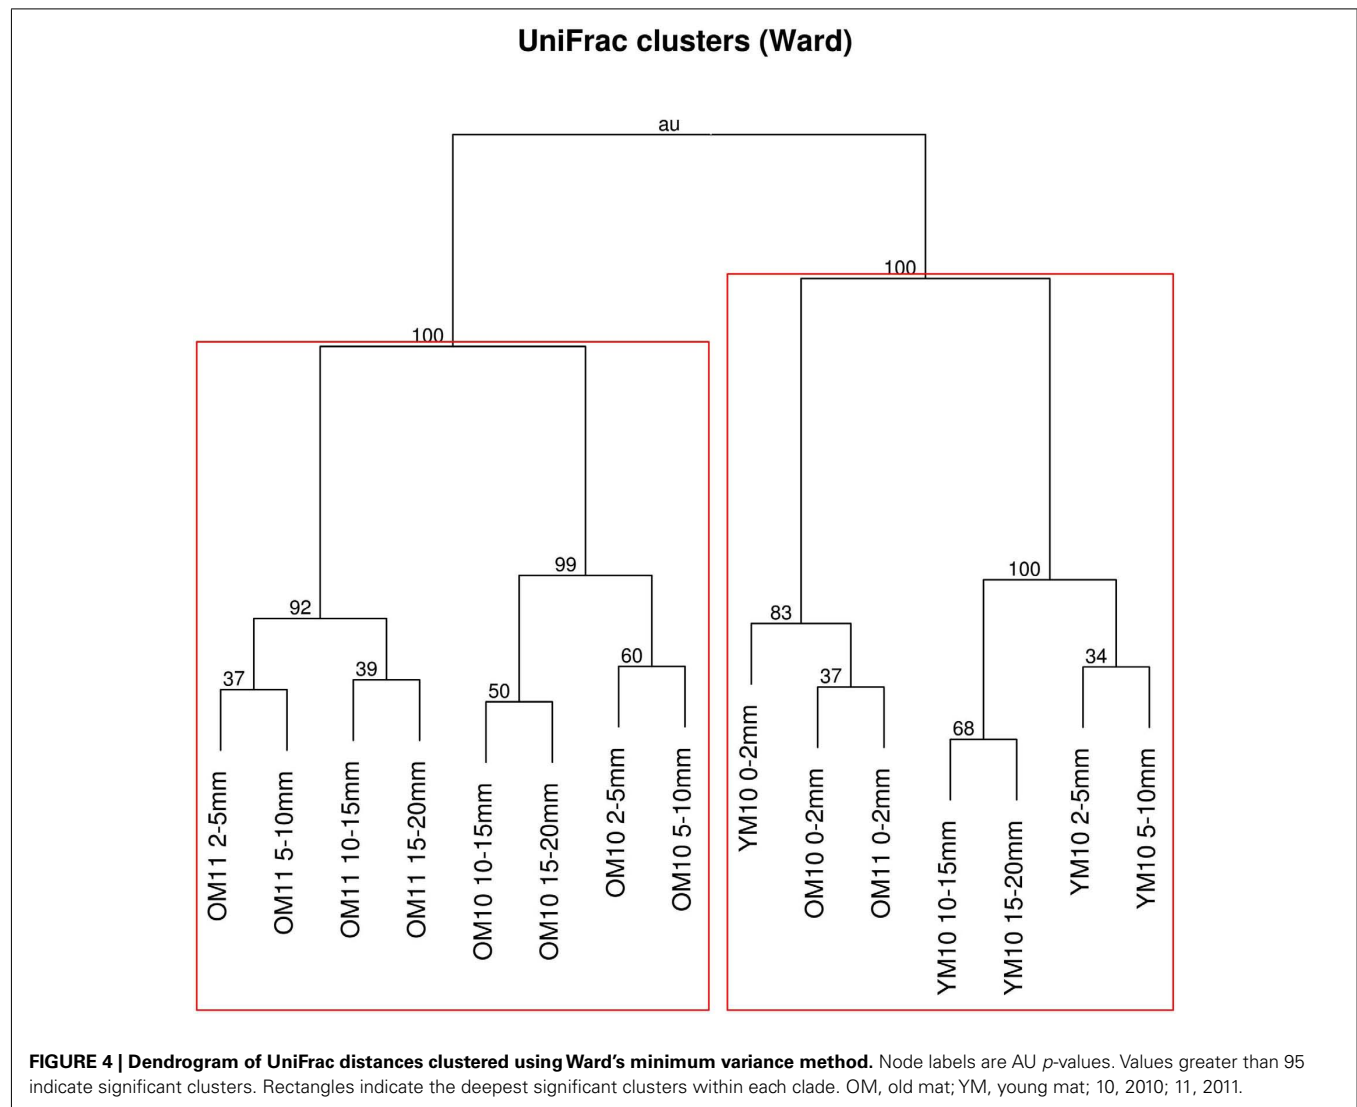 UniFrac clusters (Ward)
au
100
100
99
100
92
83
60
34
37
39
37
50
68
OM11 2-5mm
OM11 5-10mm
OM11 10-15mm
OM11 15-20mm
OM10 10-15mm
OM10 15-20mm
OM10 2-5mm
OM10 5-10mm
YM10 0-2mm
OM10 0-2mm
OM11 0-2mm
YM10 10-15mm
YM10 15-20mm
YM10 2-5mm
YM10 5-10mm
FIGURE 4 | Dendrogram of UniFrac distances clustered using Ward's minimum variance method. Node labels are AU p-values. Values greater than 95
indicate significant clusters. Rectangles indicate the deepest significant clusters within each clade. OM, old mat; YM, young mat; 10, 2010; 11, 2011.